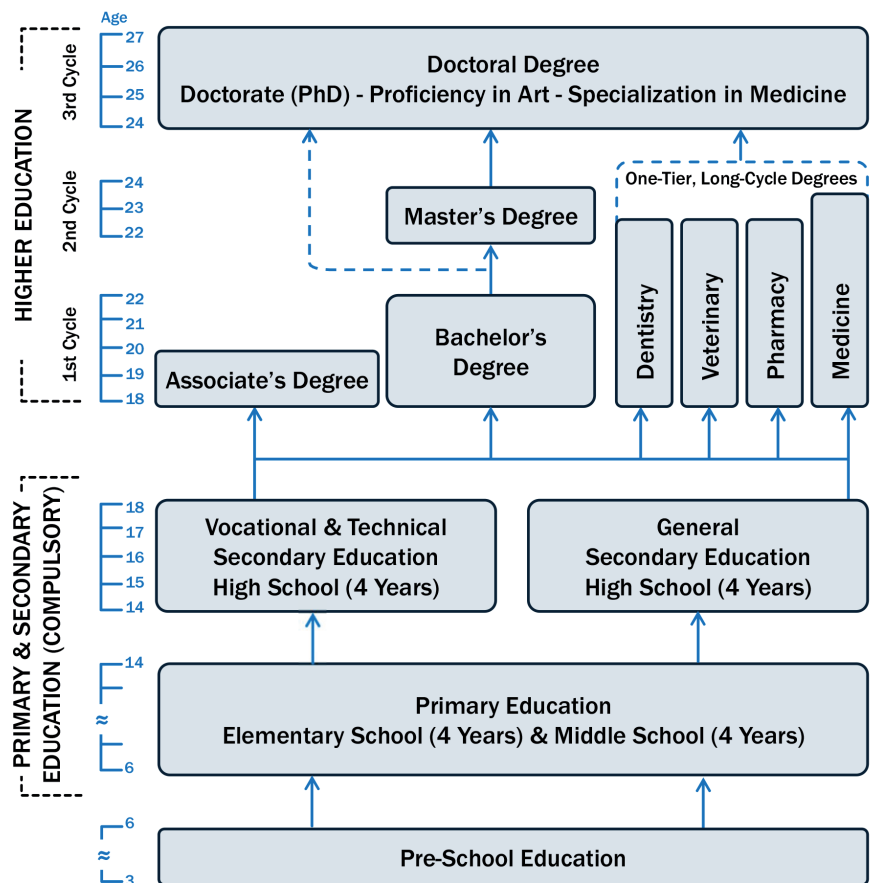 Age
HIGHER EDUCATION
3rd Cycle
27
26
25
24
Doctoral Degree
Doctorate (PhD) - Proficiency in Art - Specialization in Medicine
2nd Cycle
24
23
22
Master's Degree
One-Tier, Long-Cycle Degrees
1st Cycle
22
21
20
19
18
Associate's Degree
Bachelor's
Degree
Dentistry
Veterinary
Pharmacy
Medicine
PRIMARY & SECONDARY
EDUCATION (COMPULSORY)
18
17
16
15
14
Vocational & Technical
Secondary Education
High School (4 Years)
General
Secondary Education
High School (4 Years)
14
≈
6
Primary Education
Elementary School (4 Years) & Middle School (4 Years)
6
≈
3
Pre-School Education